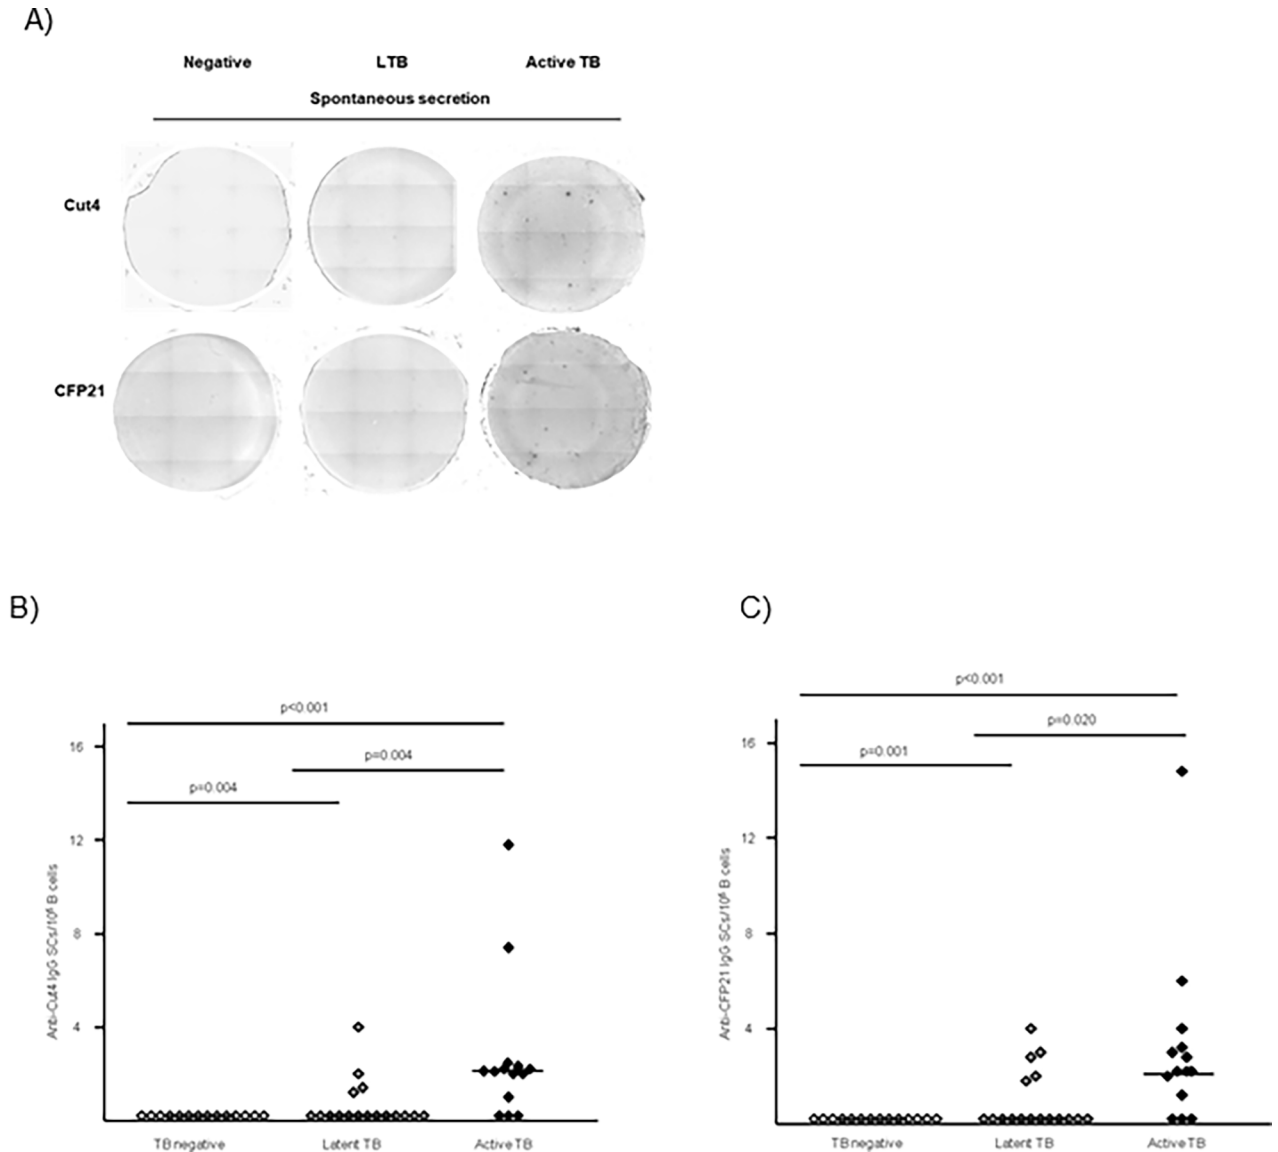 A)
Negative LTB Active TB
Spontaneous secretion
Cut4
CFP21
B)
p<0.001
p=0.004
p=0.004
16
12
8
4
Anti-Cut4 IgG SCs/10⁶ B cells
TB negative Latent TB Active TB
C)
p<0.001
p=0.020
p=0.001
16
12
8
4
Anti-CFP21 IgG SCs/10⁶ B cells
TB negative Latent TB Active TB